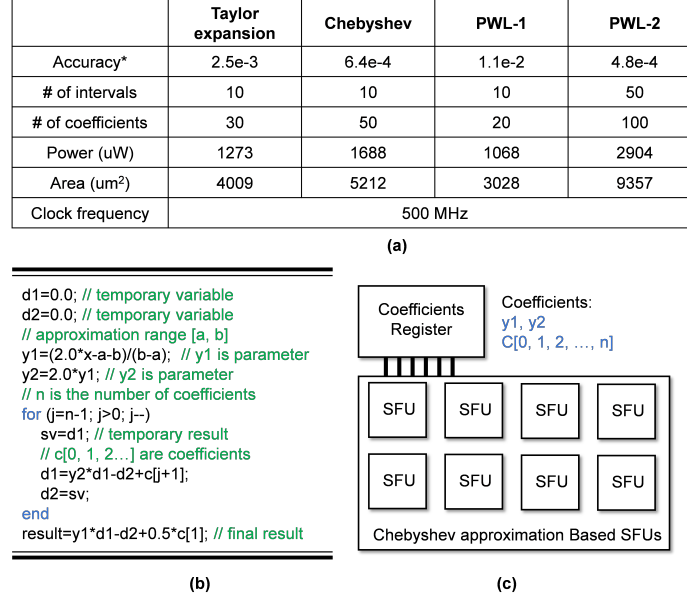 Taylor expansion Chebyshev PWL-1 PWL-2
Accuracy* 2.5e-3 6.4e-4 1.1e-2 4.8e-4
# of intervals 10 10 10 50
# of coefficients 30 50 20 100
Power (uW) 1273 1688 1068 2904
Area (um²) 4009 5212 3028 9357
Clock frequency 500 MHz
(a)
d1=0.0; // temporary variable
d2=0.0; // temporary variable
// approximation range [a, b]
y1=(2.0*x-a-b)/(b-a); // y1 is parameter
y2=2.0*y1; // y2 is parameter
// n is the number of coefficients
for (j=n-1; j>0; j--)
sv=d1; // temporary result
// c[0, 1, 2…] are coefficients
d1=y2*d1-d2+c[j+1];
d2=sv;
end
result=y1*d1-d2+0.5*c[1]; // final result
(b)
Coefficients
Register
Coefficients:
y1, y2
C[0, 1, 2, …, n]
SFU SFU SFU SFU
SFU SFU SFU SFU
Chebyshev approximation Based SFUs
(c)